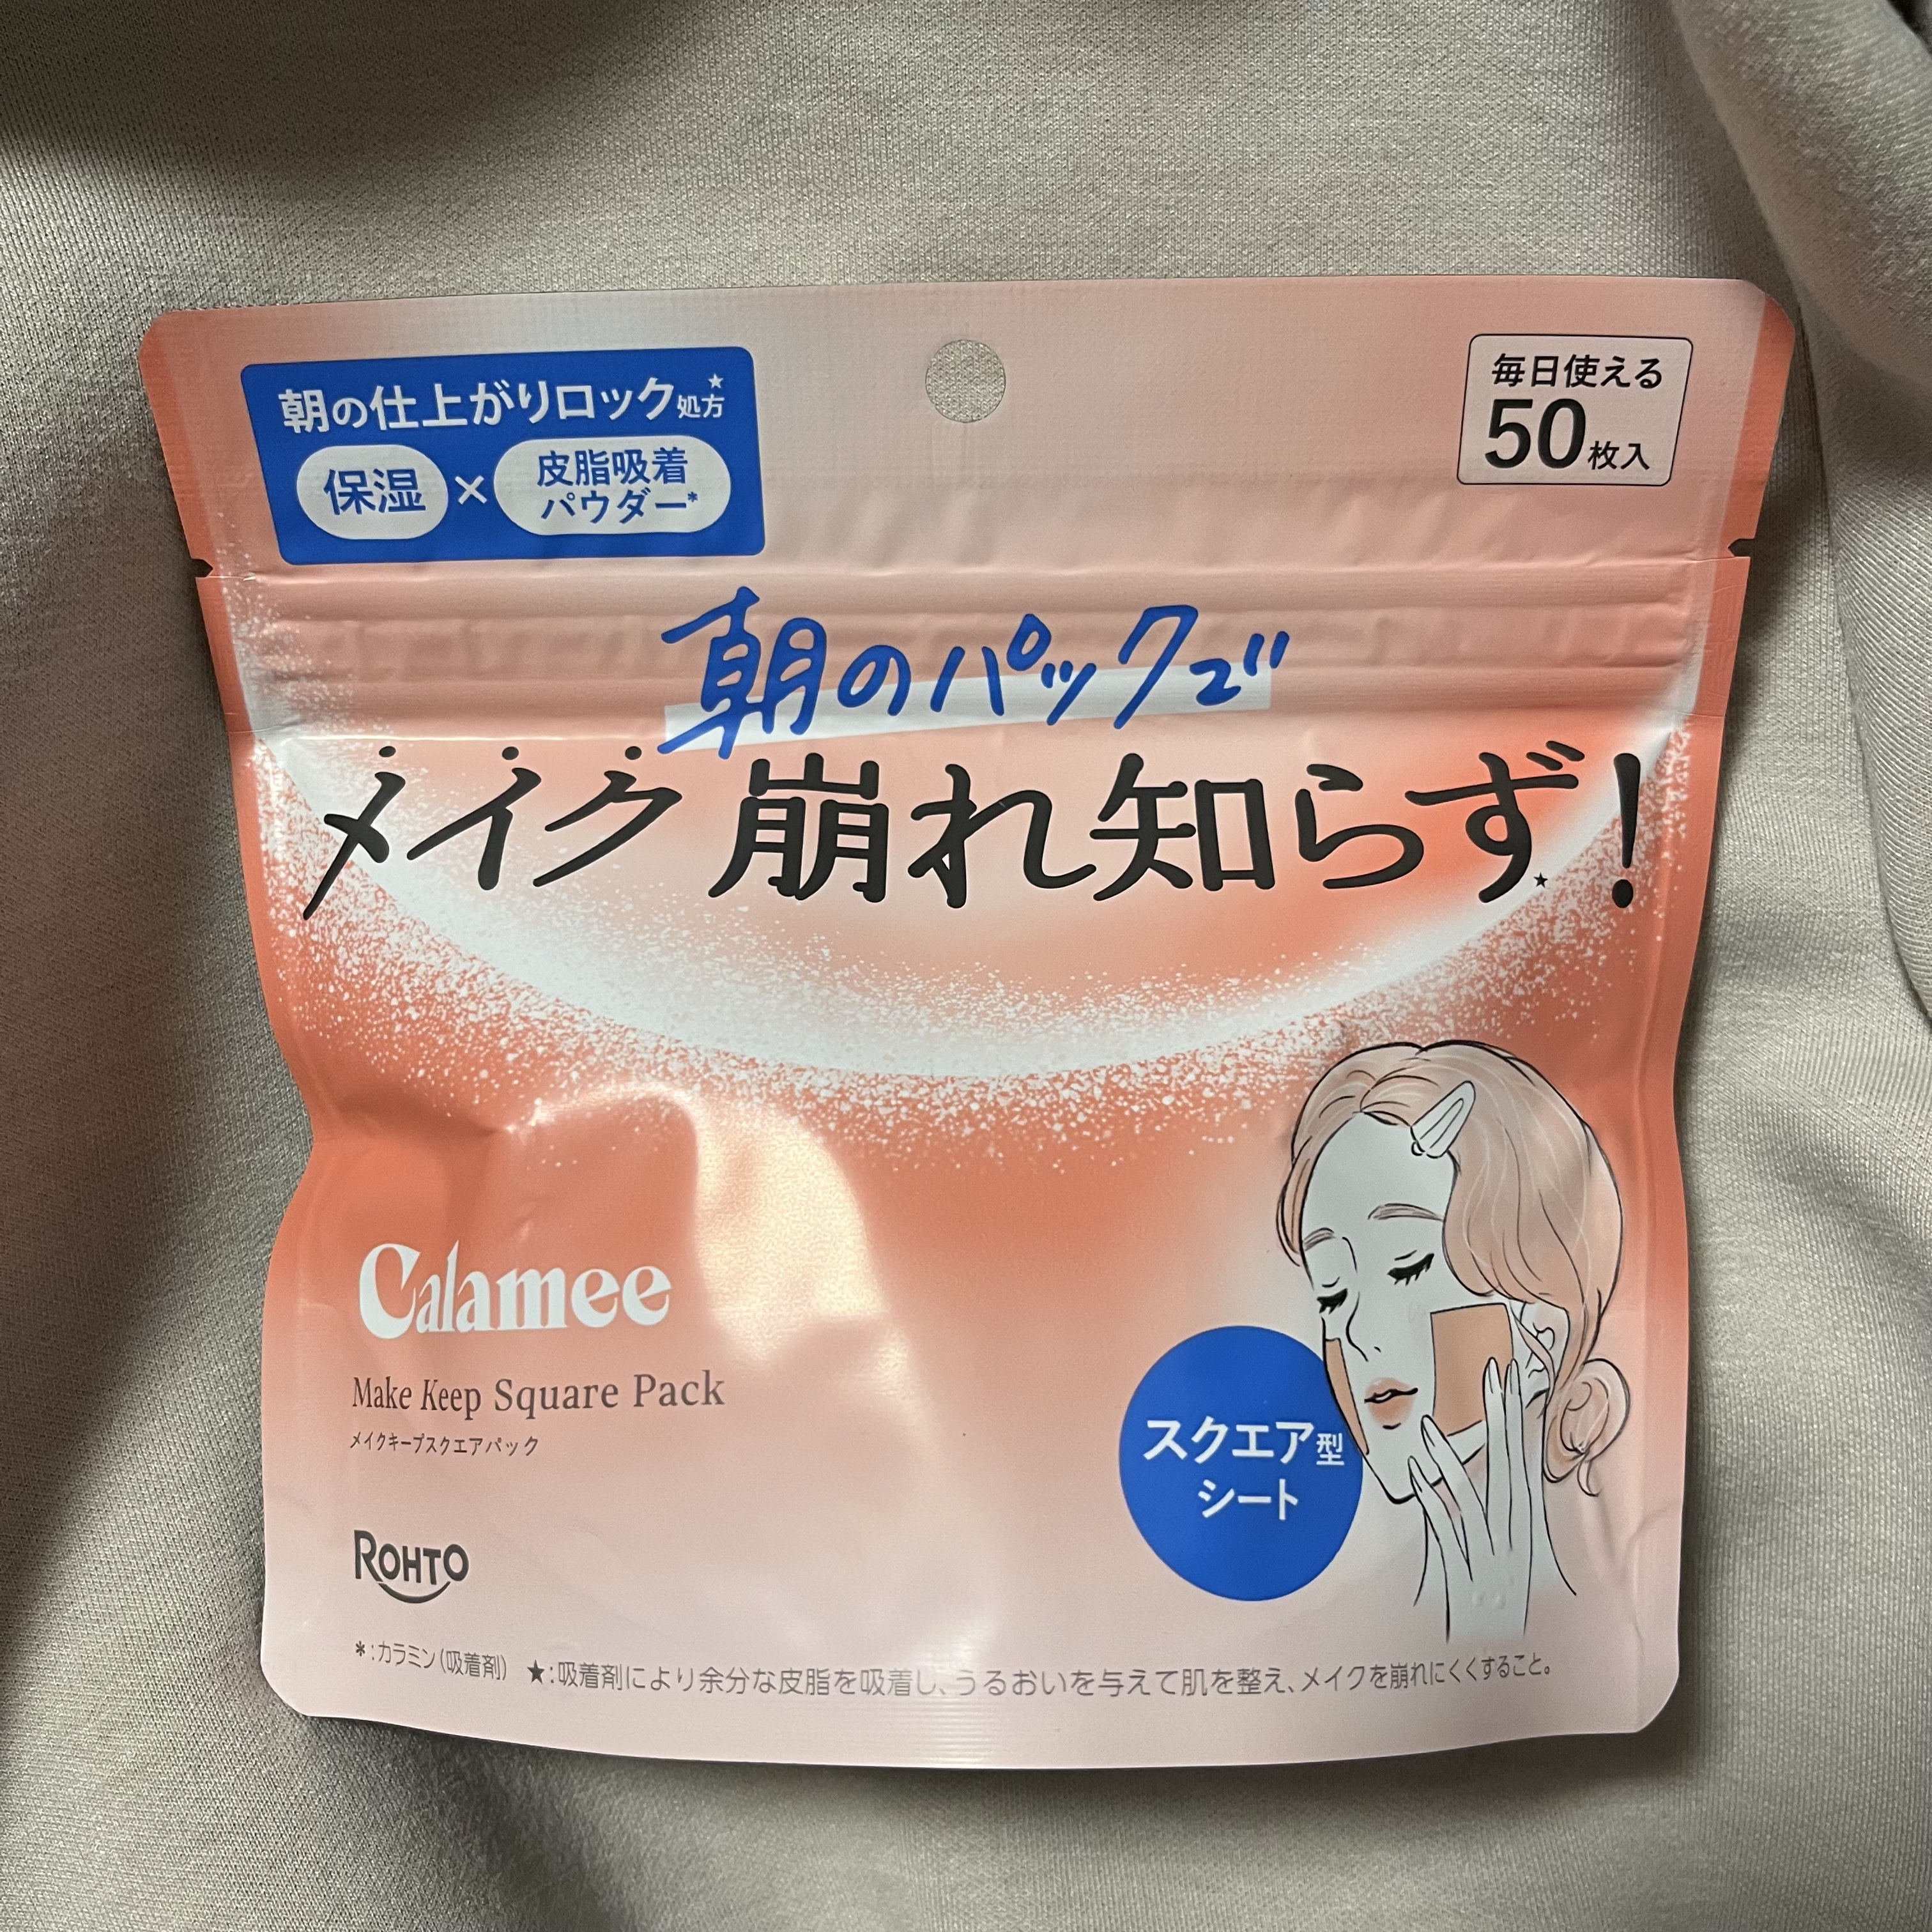 朝の仕上がりロック処方★
保湿×皮脂吸着
パウダー*
毎日使える
50枚入
朝のパックで
メイク崩れ知らず★!
Calamee
Make Keep Square Pack
メイクキープスクエアパック
スクエア型
シート
ROHTO
*:カラミン(吸着剤) ★:吸着剤により余分な皮脂を吸着し、うるおいを与えて肌を整え、メイクを崩れにくくすること。